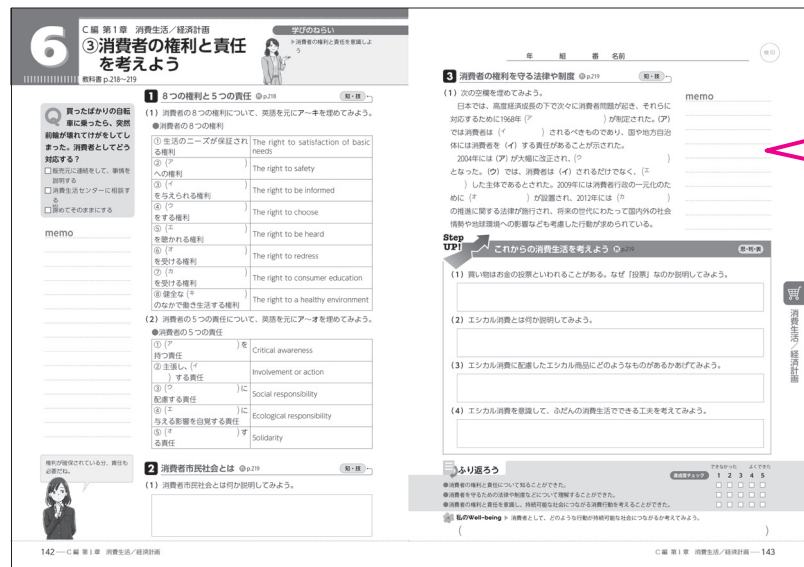 6
C編 第1章 消費生活／経済計画
③消費者の権利と責任
を考えよう
教科書 p.218〜219
学びのねらい
▶消費者の権利と責任を意識しよ
う
Q 買ったばかりの自転
車に乗ったら、突然
前輪が壊れてけがをしてし
まった。消費者としてどう
対応する？
□販売元に連絡をして、事情を
説明する
□消費生活センターに相談す
る
□諦めてそのままにする
memo
権利が確保されている分、責任も
必要だね。
1 8つの権利と5つの責任 p.218
知・技
(1) 消費者の8つの権利について、英語を元にア〜キを埋めてみよう。
●消費者の8つの権利
①生活のニーズが保証され
る権利
The right to satisfaction of basic
needs
②（ア ）
への権利
The right to safety
③（イ ）
を与えられる権利
The right to be informed
④（ウ ）
をする権利
The right to choose
⑤（エ ）
を聴かれる権利
The right to be heard
⑥（オ ）
を受ける権利
The right to redress
⑦（カ ）
を受ける権利
The right to consumer education
⑧健全な（キ ）
のなかで働き生活する権利
The right to a healthy environment
(2) 消費者の5つの責任について、英語を元にア〜オを埋めてみよう。
●消費者の5つの責任
①（ア ）を
持つ責任
Critical awareness
②主張し、（イ
）する責任
Involvement or action
③（ウ ）に
配慮する責任
Social responsibility
④（エ ）に
与える影響を自覚する責任
Ecological responsibility
⑤（オ ）す
る責任
Solidarity
2 消費者市民社会とは p.219
知・技
(1) 消費者市民社会とは何か説明してみよう。
142──C編 第1章 消費生活／経済計画
年 組 番 名前
検印
3 消費者の権利を守る法律や制度 p.219
知・技
(1) 次の空欄を埋めてみよう。
日本では、高度経済成長の下で次々に消費者問題が起き、それらに
対応するために1968年（ア ）が制定された。（ア）
では消費者は（イ ）されるべきものであり、国や地方自治
体には消費者を（イ）する責任があることが示された。
2004年には（ア）が大幅に改正され、（ウ ）
となった。（ウ）では、消費者は（イ）されるだけでなく、（エ
）した主体であるとされた。2009年には消費者行政の一元化のた
めに（オ ）が設置され、2012年には（カ ）
の推進に関する法律が施行され、将来の世代にわたって国内外の社会
情勢や地球環境への影響なども考慮した行動が求められている。
memo
Step
UP!
これからの消費生活を考えよう p.219
思・判・表
(1) 買い物はお金の投票といわれることがある。なぜ「投票」なのか説明してみよう。
(2) エシカル消費とは何か説明してみよう。
(3) エシカル消費に配慮したエシカル商品にどのようなものがあるかあげてみよう。
(4) エシカル消費を意識して、ふだんの消費生活でできる工夫を考えてみよう。
消費生活／経済計画
ふり返ろう
できなかった よくできた
達成度チェック 1 2 3 4 5
●消費者の権利と責任について知ることができた。
●消費者を守るための法律や制度などについて理解することができた。
●消費者の権利と責任を意識し、持続可能な社会につながる消費行動を考えることができた。
私のWell-being ▶ 消費者として、どのような行動が持続可能な社会につながるか考えてみよう。
（ ）
C編 第1章 消費生活／経済計画──143